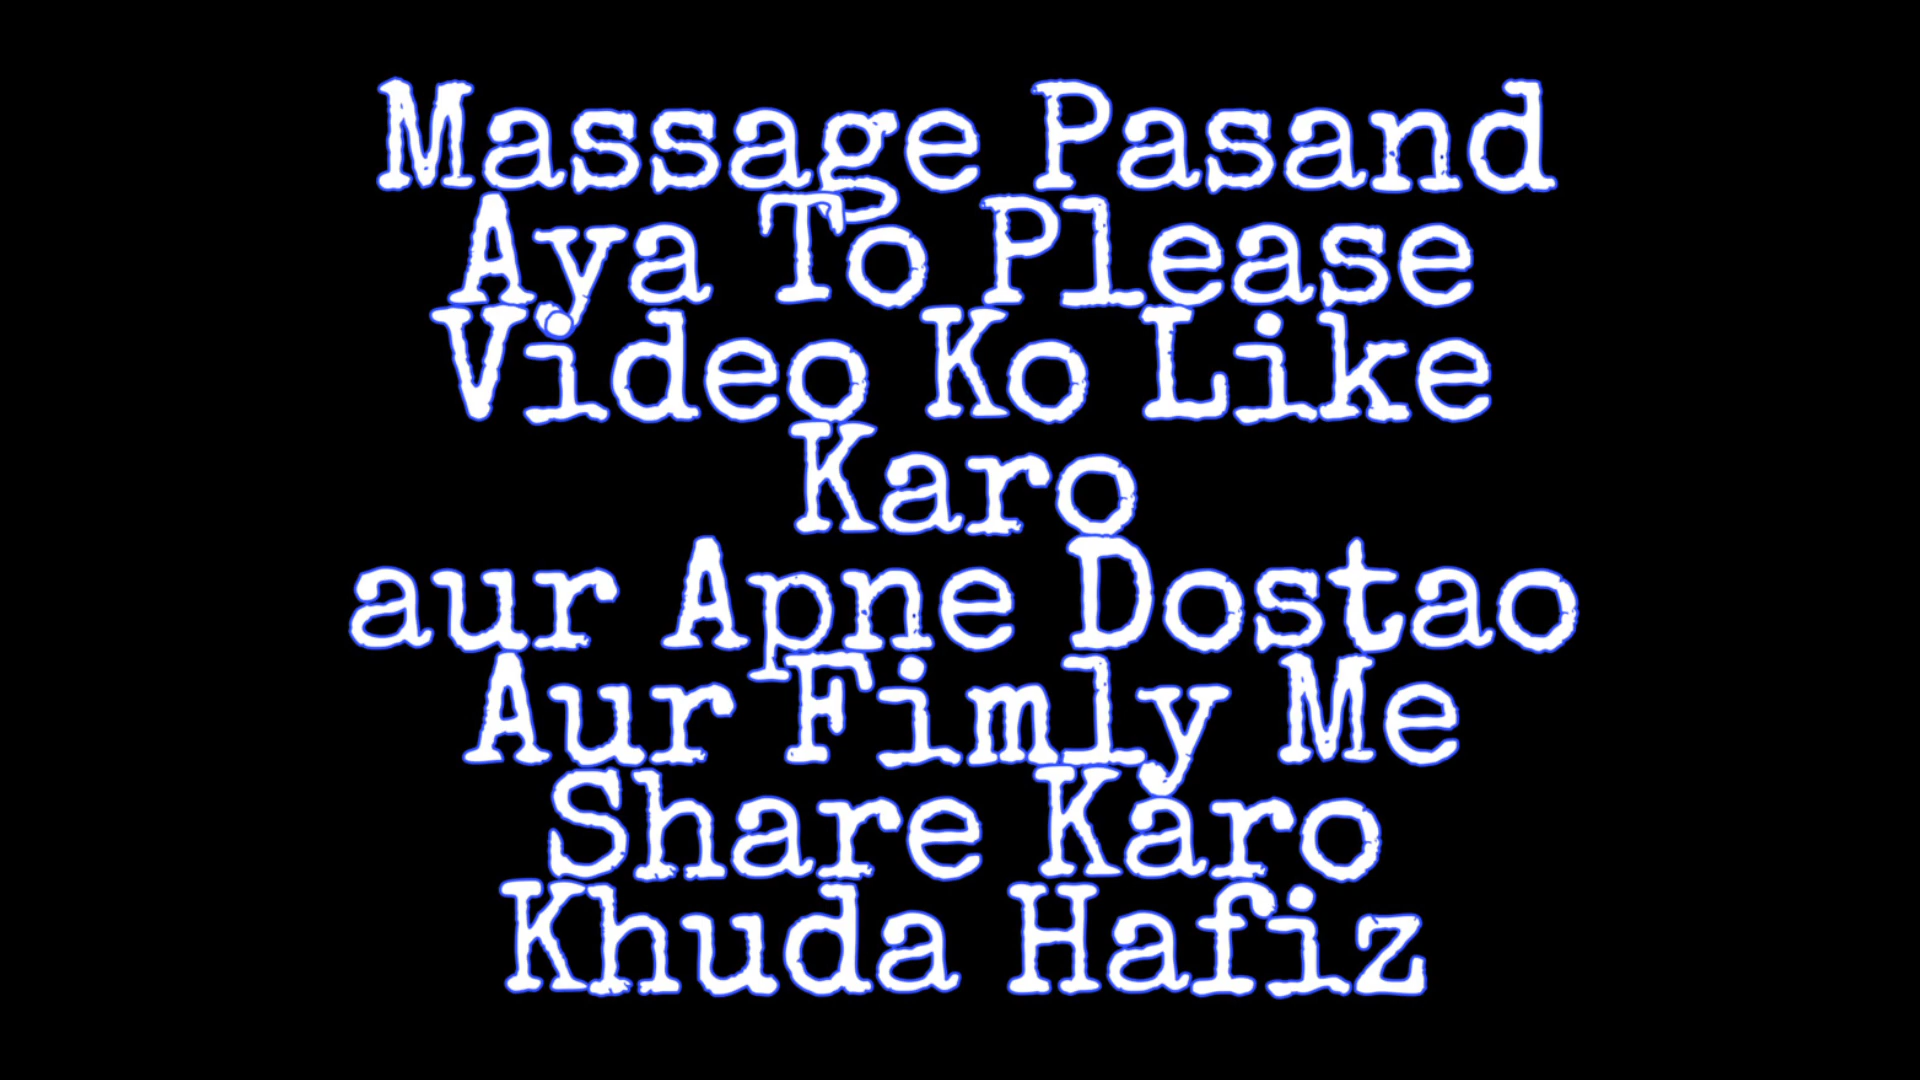 Massage Pasand
Aya To Please
Video Ko Like
Karo
aur Apne Dostao
Aur Fimly Me
Share Karo
Khuda Hafiz